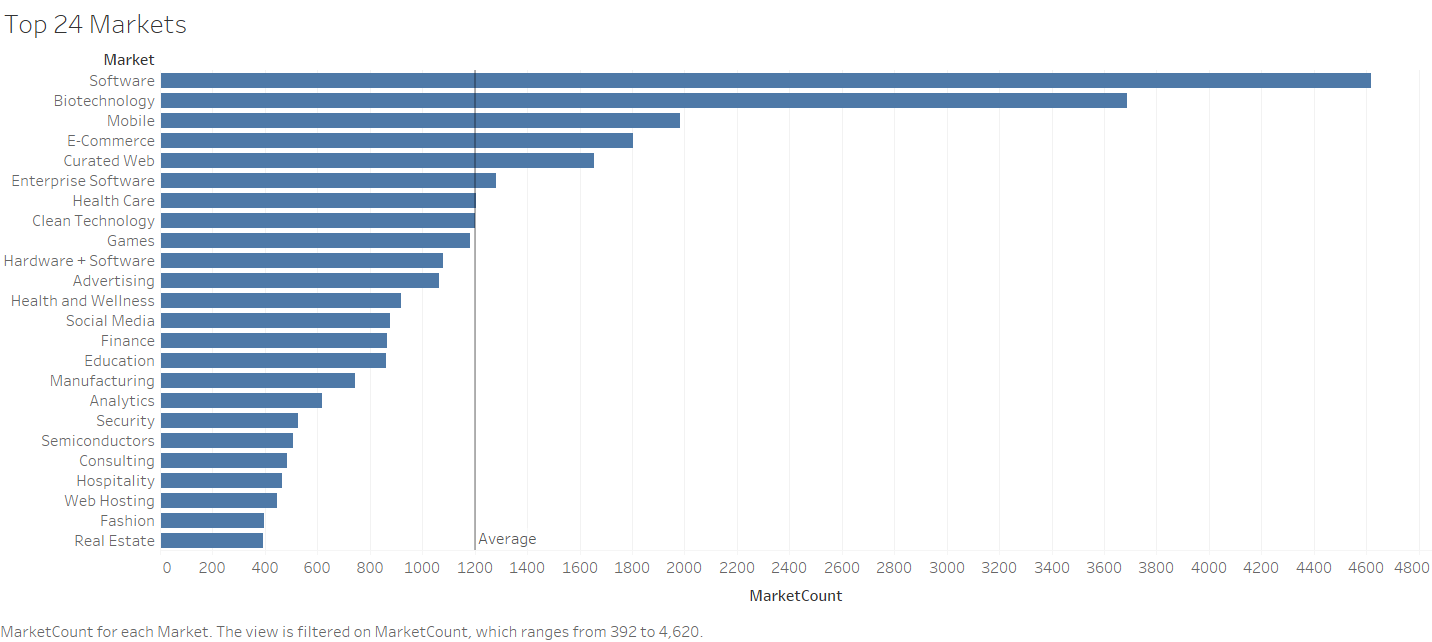 Top 24 Markets
Market
Software
Biotechnology
Mobile
E-Commerce
Curated Web
Enterprise Software
Health Care
Clean Technology
Games
Hardware + Software
Advertising
Health and Wellness
Social Media
Finance
Education
Manufacturing
Analytics
Security
Semiconductors
Consulting
Hospitality
Web Hosting
Fashion
Real Estate
Average
0 200 400 600 800 1000 1200 1400 1600 1800 2000 2200 2400 2600 2800 3000 3200 3400 3600 3800 4000 4200 4400 4600 4800
MarketCount
MarketCount for each Market. The view is filtered on MarketCount, which ranges from 392 to 4,620.